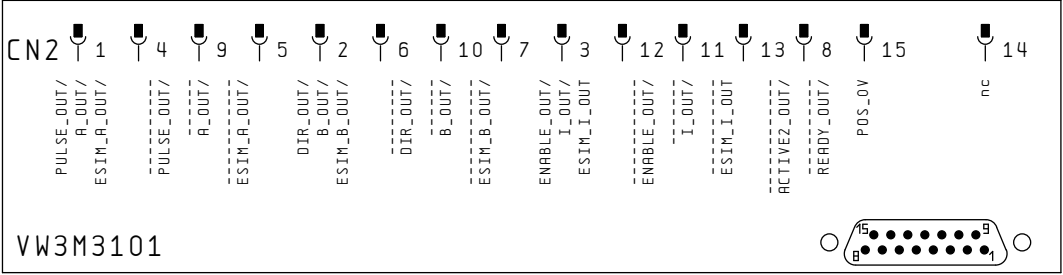 CN2 1 4 9 5 2 6 10 7 3 12 11 13 8 15 14
PULSE_OUT/
A_OUT/
ESIM_A_OUT/
PULSE_OUT/
A_OUT/
ESIM_A_OUT/
DIR_OUT/
B_OUT/
ESIM_B_OUT/
DIR_OUT/
B_OUT/
ESIM_B_OUT/
ENABLE_OUT/
I_OUT/
ESIM_I_OUT
ENABLE_OUT/
I_OUT/
ESIM_I_OUT
ACTIVE2_OUT/
READY_OUT/
POS_0V
nc
VW3M3101
15 9
8 1